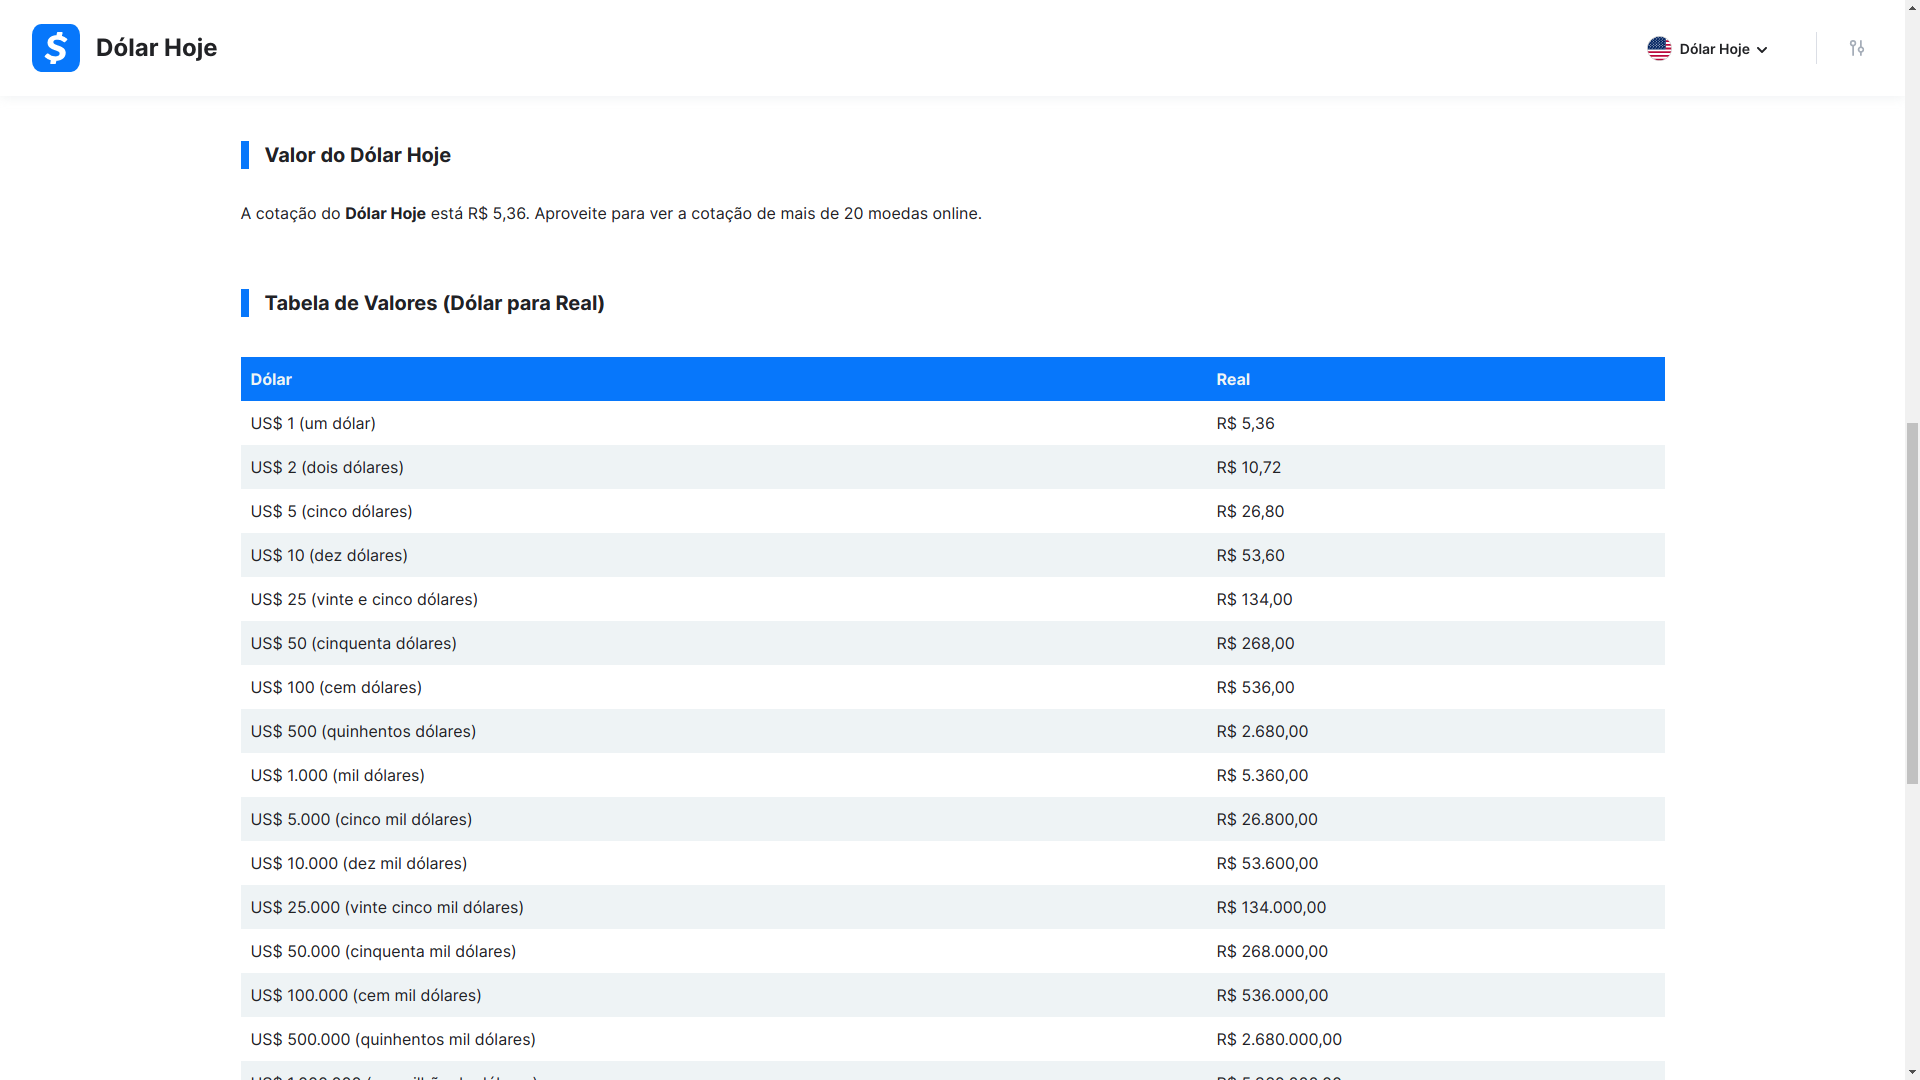 Dólar Hoje
Dólar Hoje
Valor do Dólar Hoje
A cotação do Dólar Hoje está R$ 5,36. Aproveite para ver a cotação de mais de 20 moedas online.
Tabela de Valores (Dólar para Real)
Dólar Real
US$ 1 (um dólar) R$ 5,36
US$ 2 (dois dólares) R$ 10,72
US$ 5 (cinco dólares) R$ 26,80
US$ 10 (dez dólares) R$ 53,60
US$ 25 (vinte e cinco dólares) R$ 134,00
US$ 50 (cinquenta dólares) R$ 268,00
US$ 100 (cem dólares) R$ 536,00
US$ 500 (quinhentos dólares) R$ 2.680,00
US$ 1.000 (mil dólares) R$ 5.360,00
US$ 5.000 (cinco mil dólares) R$ 26.800,00
US$ 10.000 (dez mil dólares) R$ 53.600,00
US$ 25.000 (vinte cinco mil dólares) R$ 134.000,00
US$ 50.000 (cinquenta mil dólares) R$ 268.000,00
US$ 100.000 (cem mil dólares) R$ 536.000,00
US$ 500.000 (quinhentos mil dólares) R$ 2.680.000,00